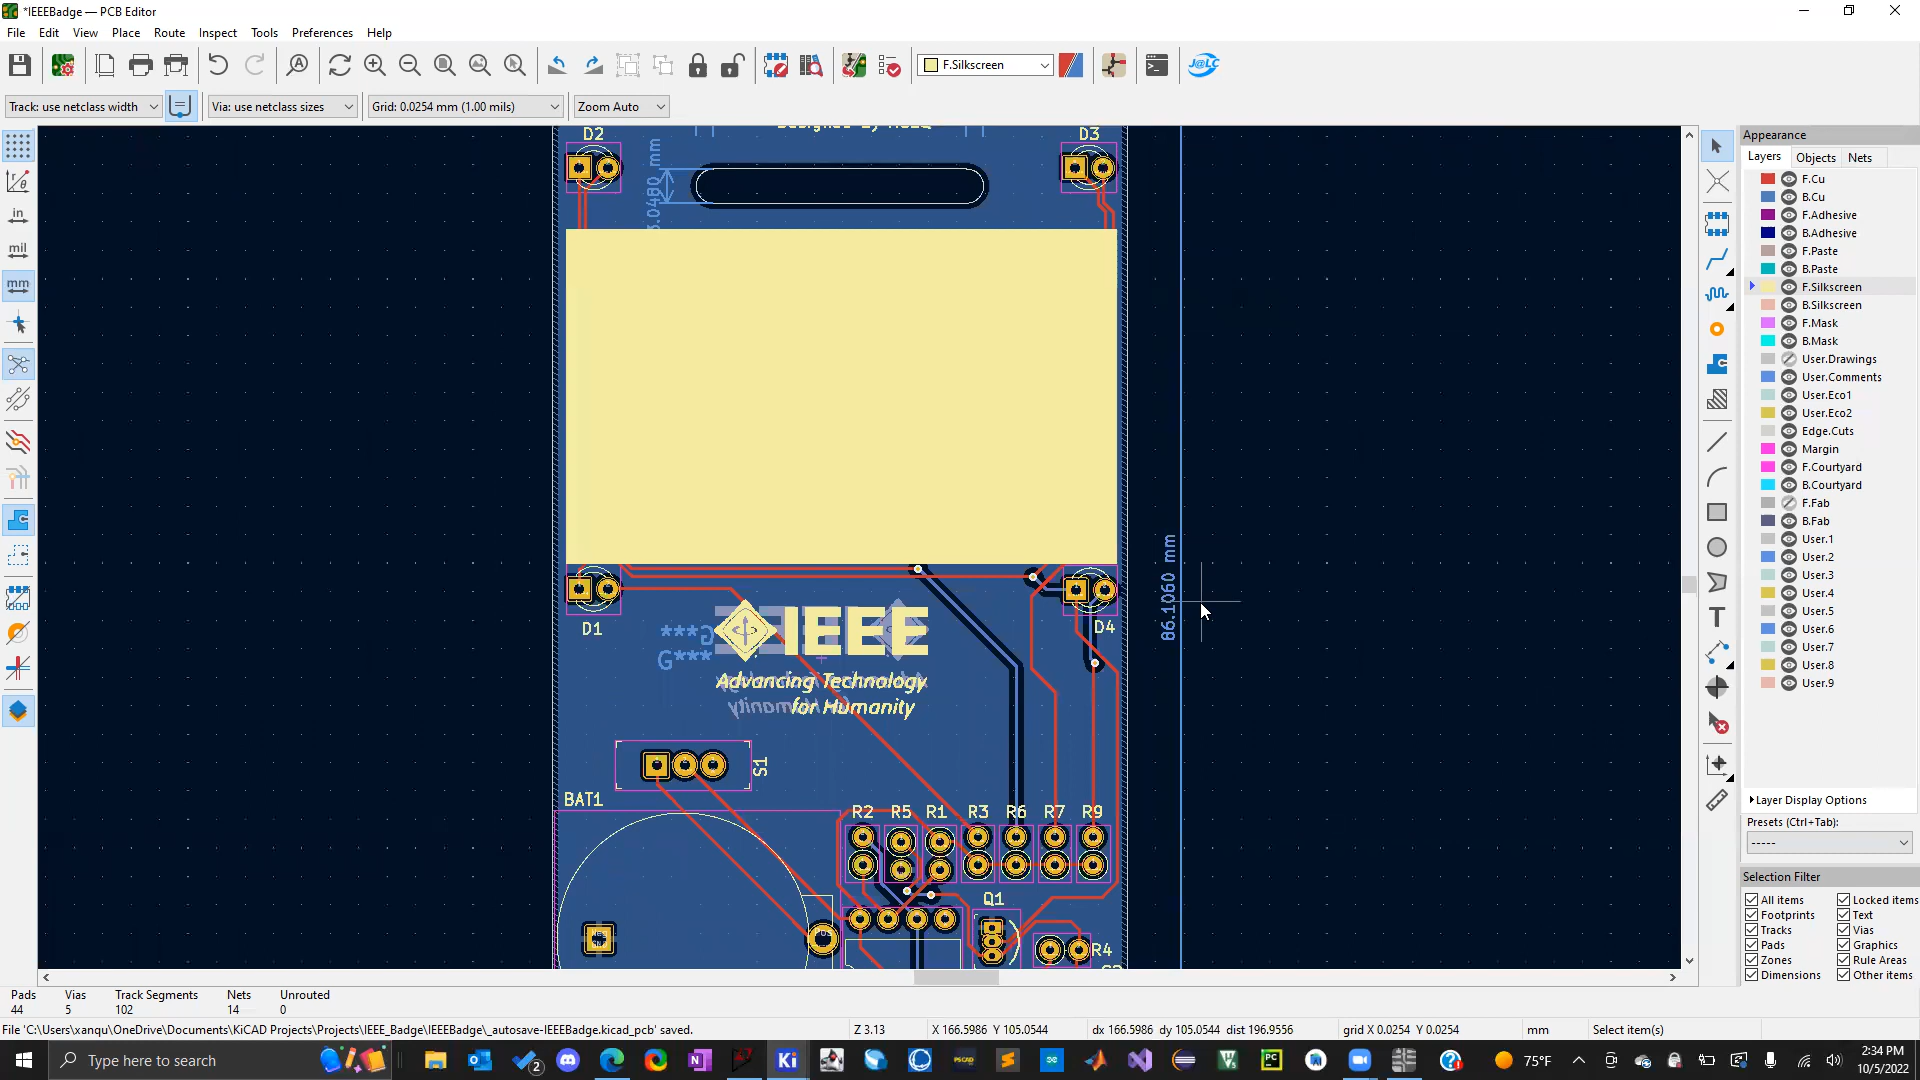 *IEEEBadge — PCB Editor
File Edit View Place Route Inspect Tools Preferences Help
F.Silkscreen
J@LC
Track: use netclass width
Via: use netclass sizes
Grid: 0.0254 mm (1.00 mils)
Zoom Auto
in
mil
mm
D2
D3
D1
D4
86.1060 mm
G***
G***
IEEE
Advancing Technology
for Humanity
S1
BAT1
R2 R5 R1 R3 R6 R7 R9
Q1
R4
Appearance
Layers Objects Nets
F.Cu
B.Cu
F.Adhesive
B.Adhesive
F.Paste
B.Paste
F.Silkscreen
B.Silkscreen
F.Mask
B.Mask
User.Drawings
User.Comments
User.Eco1
User.Eco2
Edge.Cuts
Margin
F.Courtyard
B.Courtyard
F.Fab
B.Fab
User.1
User.2
User.3
User.4
User.5
User.6
User.7
User.8
User.9
Layer Display Options
Presets (Ctrl+Tab):
-----
Selection Filter
All items Locked items
Footprints Text
Tracks Vias
Pads Graphics
Zones Rule Areas
Dimensions Other items
Pads Vias Track Segments Nets Unrouted
44 5 102 14 0
File 'C:\Users\xanqu\OneDrive\Documents\KiCAD Projects\Projects\IEEE_Badge\IEEEBadge\_autosave-IEEEBadge.kicad_pcb' saved.
Z 3.13
X 166.5986 Y 105.0544
dx 166.5986 dy 105.0544 dist 196.9556
grid X 0.0254 Y 0.0254
mm
Select item(s)
Type here to search
2
Ki
PSCAD
PC
75°F
2:34 PM
10/5/2022